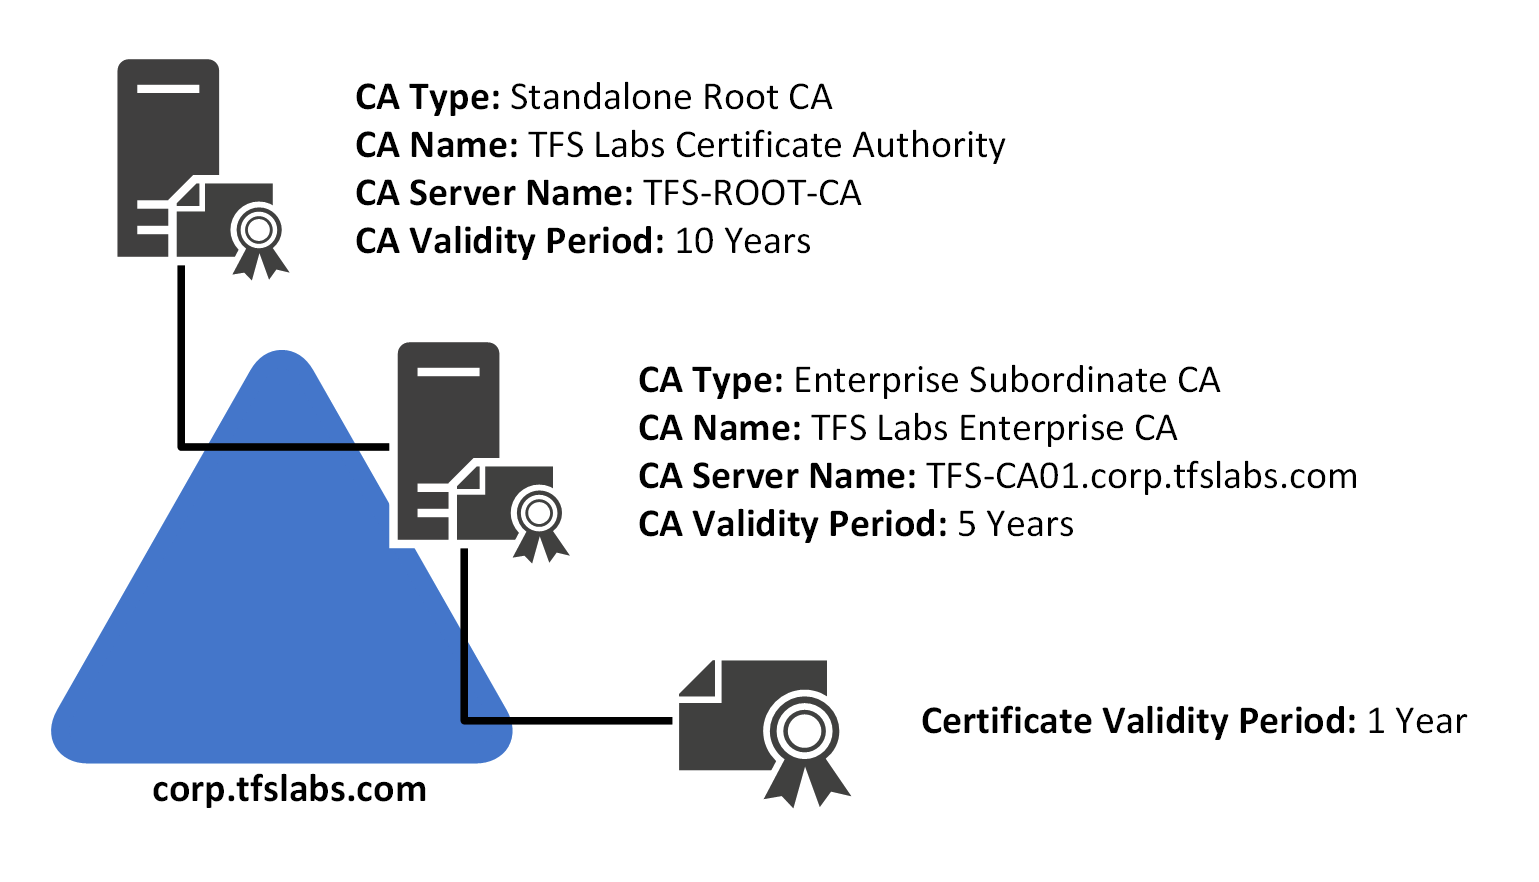 CA Type: Standalone Root CA
CA Name: TFS Labs Certificate Authority
CA Server Name: TFS-ROOT-CA
CA Validity Period: 10 Years
CA Type: Enterprise Subordinate CA
CA Name: TFS Labs Enterprise CA
CA Server Name: TFS-CA01.corp.tfslabs.com
CA Validity Period: 5 Years
Certificate Validity Period: 1 Year
corp.tfslabs.com